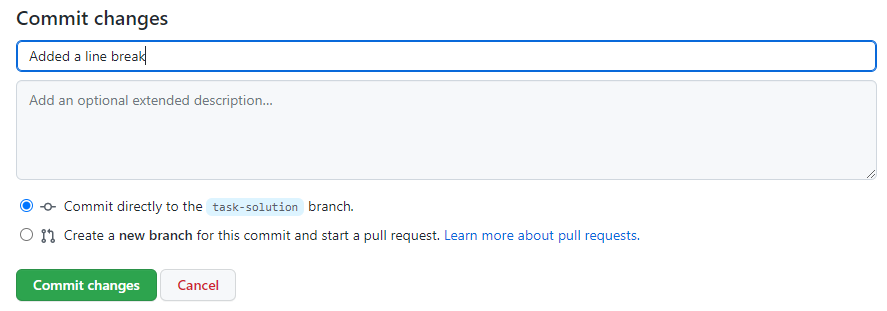 Commit changes
Added a line break
Add an optional extended description...
Commit directly to the task-solution branch.
Create a new branch for this commit and start a pull request. Learn more about pull requests.
Commit changes Cancel